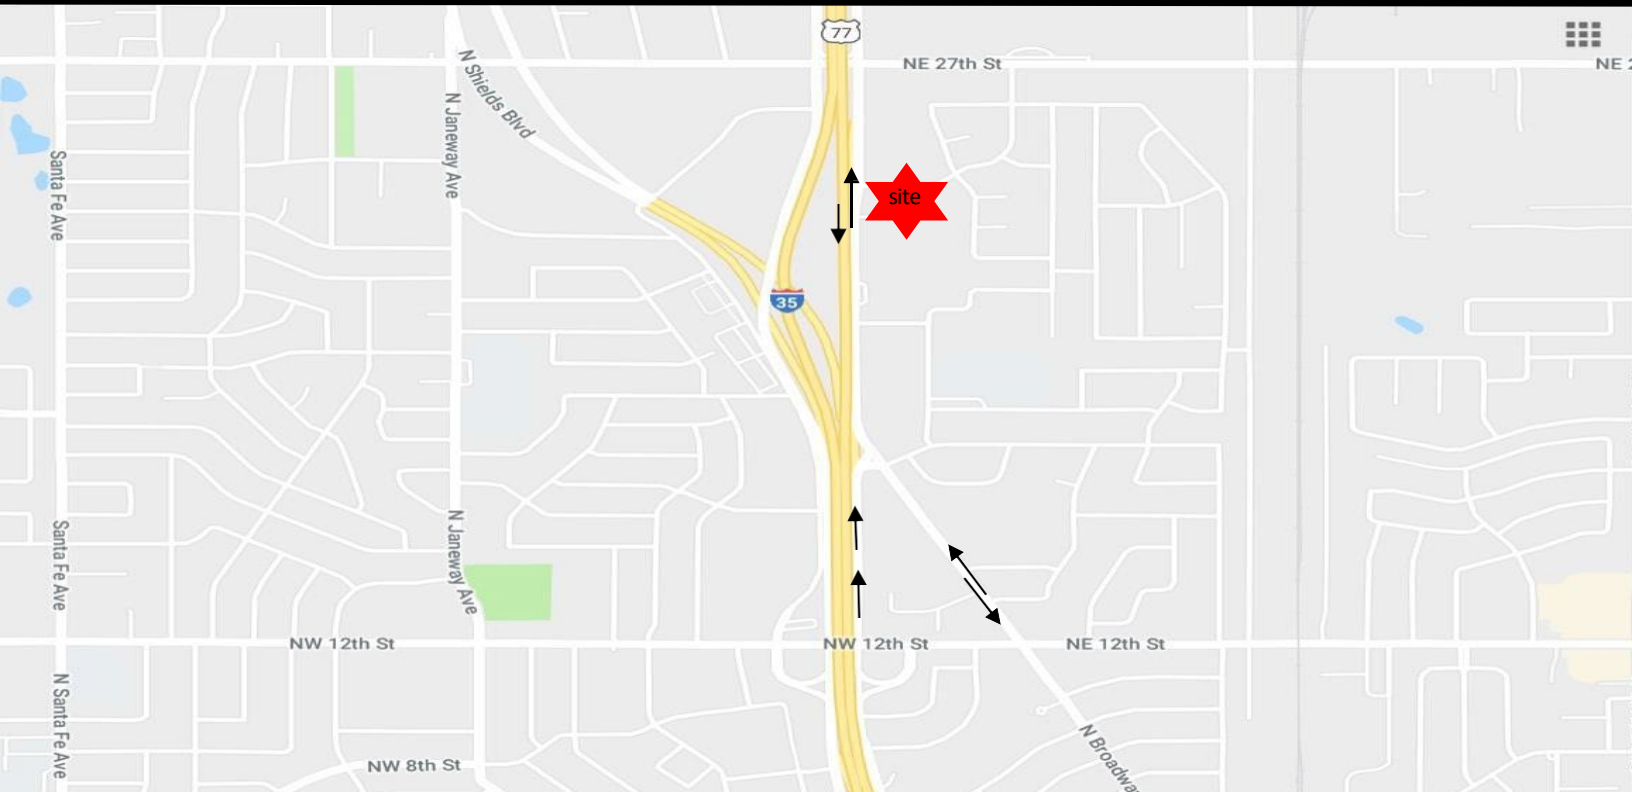 77
NE 27th St
NE 2
N Shields Blvd
N Janeway Ave
Santa Fe Ave
site
35
Santa Fe Ave
N Janeway Ave
NW 12th St
NW 12th St
NE 12th St
N Santa Fe Ave
N Broadwa
NW 8th St